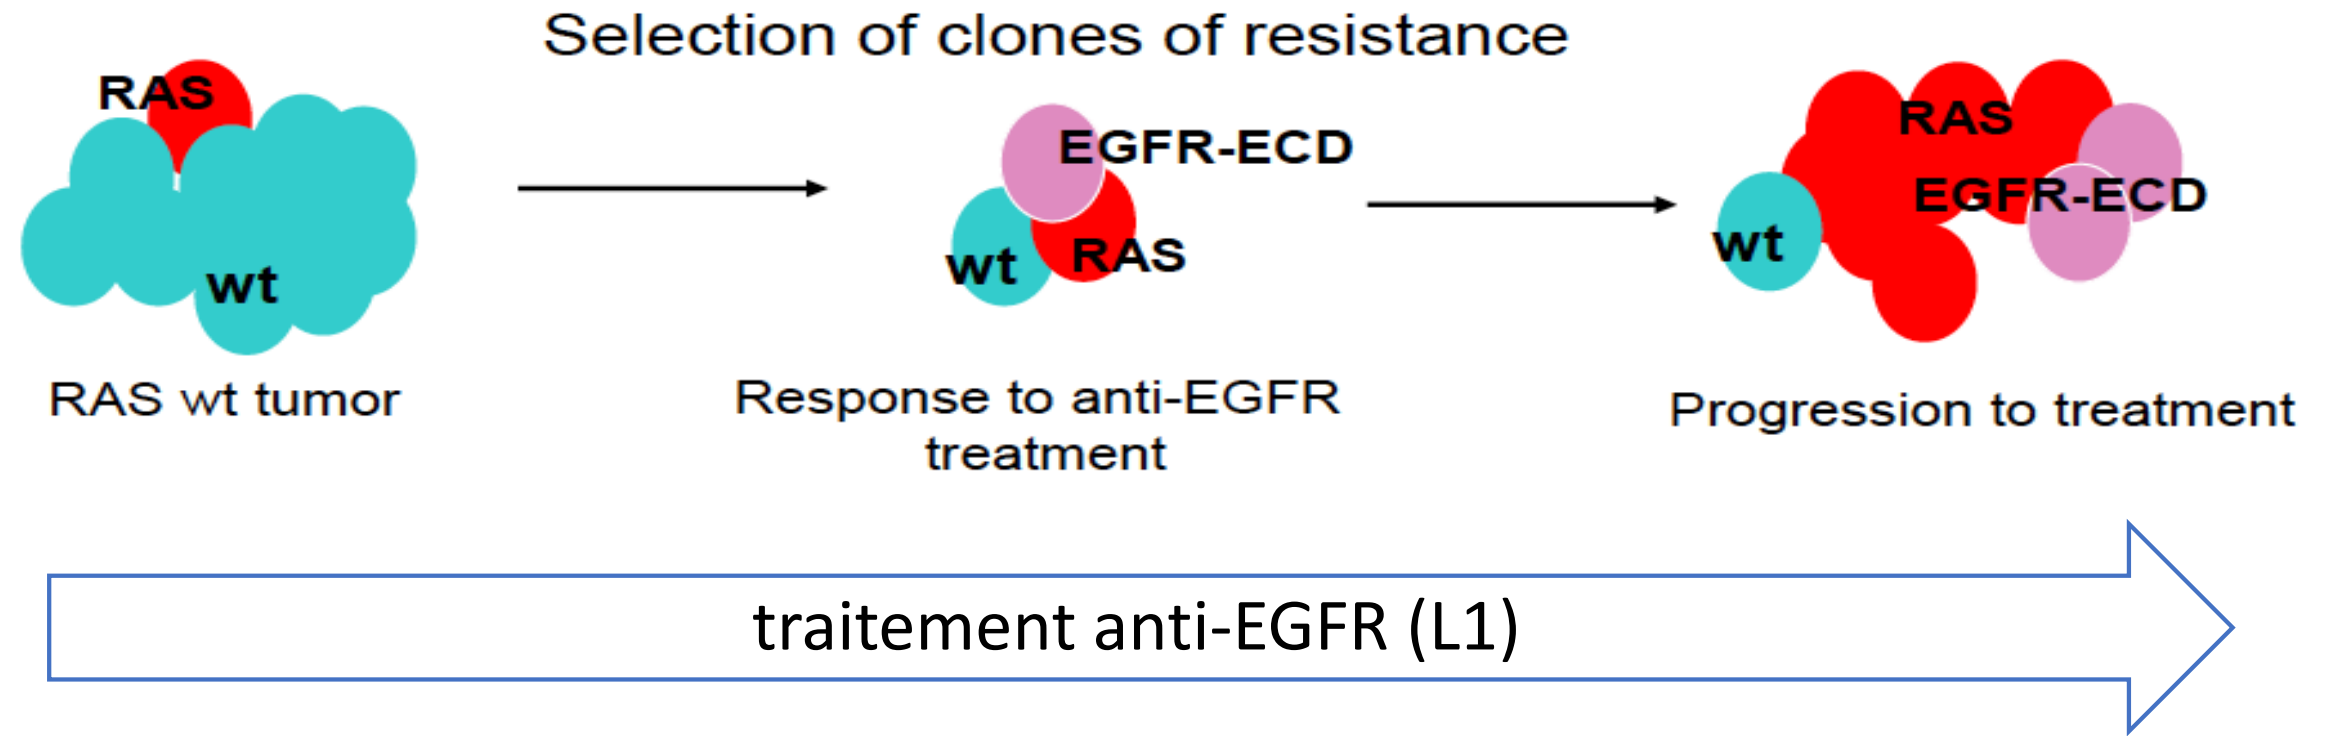 Selection of clones of resistance
RAS
wt
RAS wt tumor
EGFR-ECD
wt
RAS
Response to anti-EGFR
treatment
RAS
EGFR-ECD
wt
Progression to treatment
traitement anti-EGFR (L1)